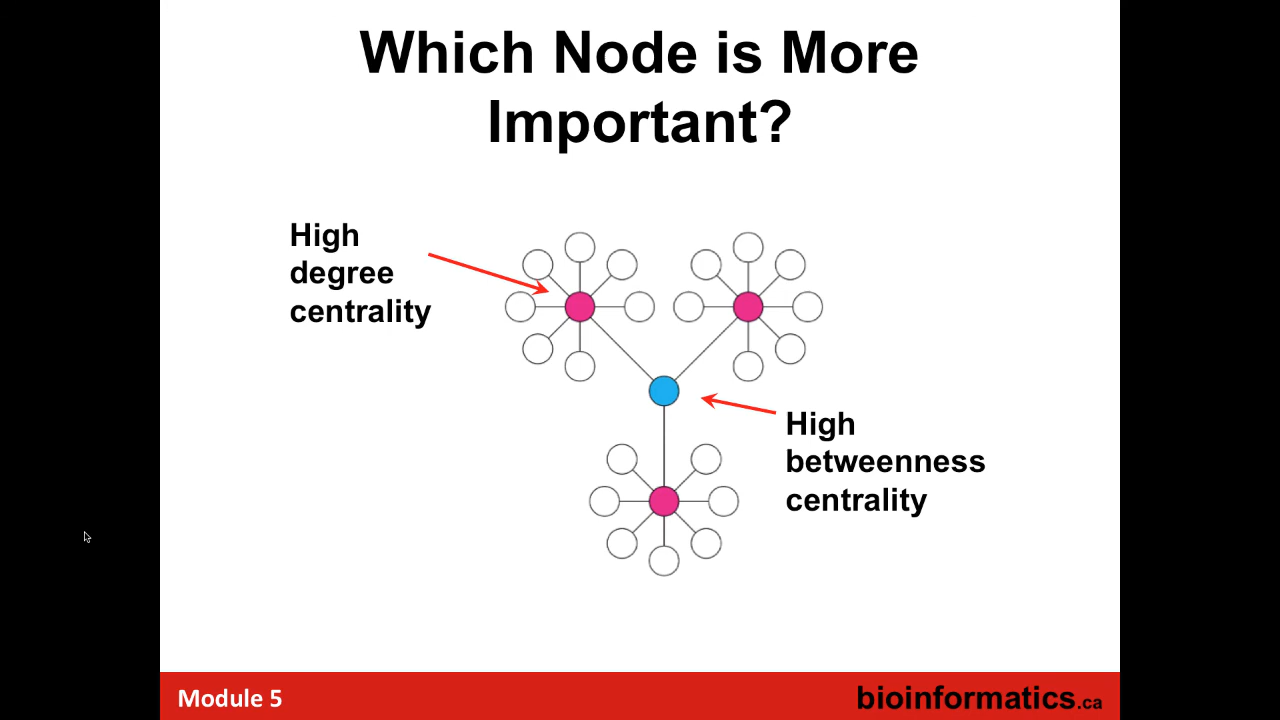 Which Node is More
Important?
High
degree
centrality
High
betweenness
centrality
Module 5
bioinformatics.ca